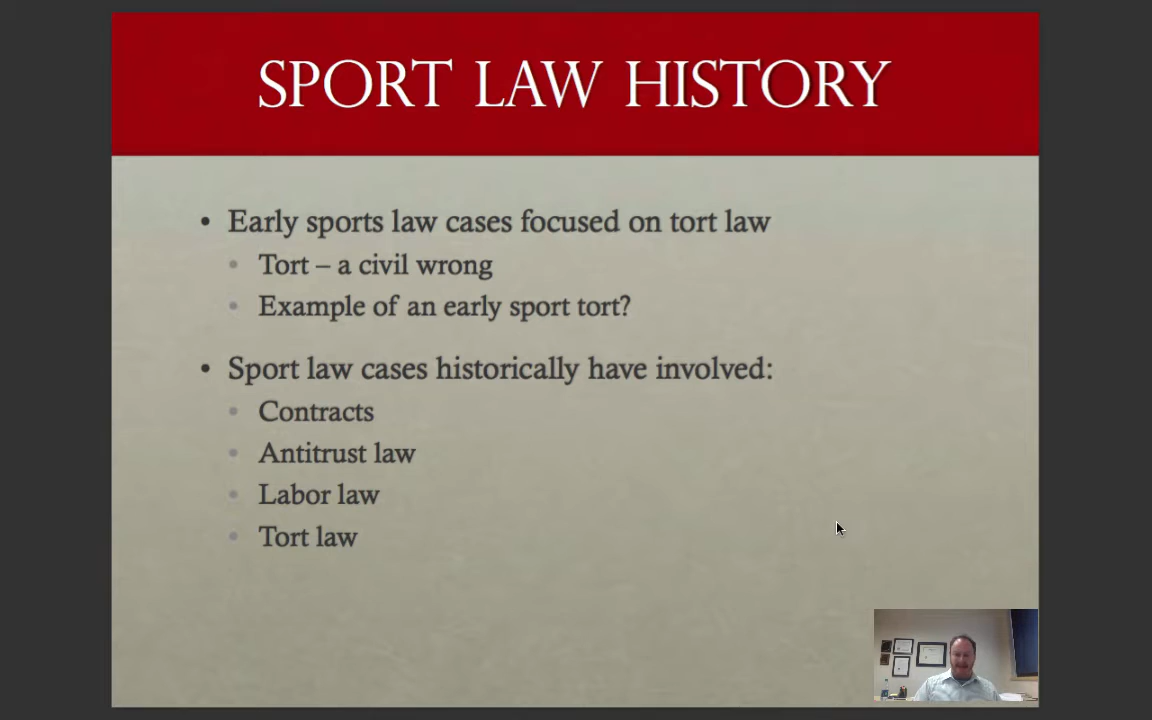 SPORT LAW HISTORY
• Early sports law cases focused on tort law
• Tort – a civil wrong
• Example of an early sport tort?
• Sport law cases historically have involved:
• Contracts
• Antitrust law
• Labor law
• Tort law